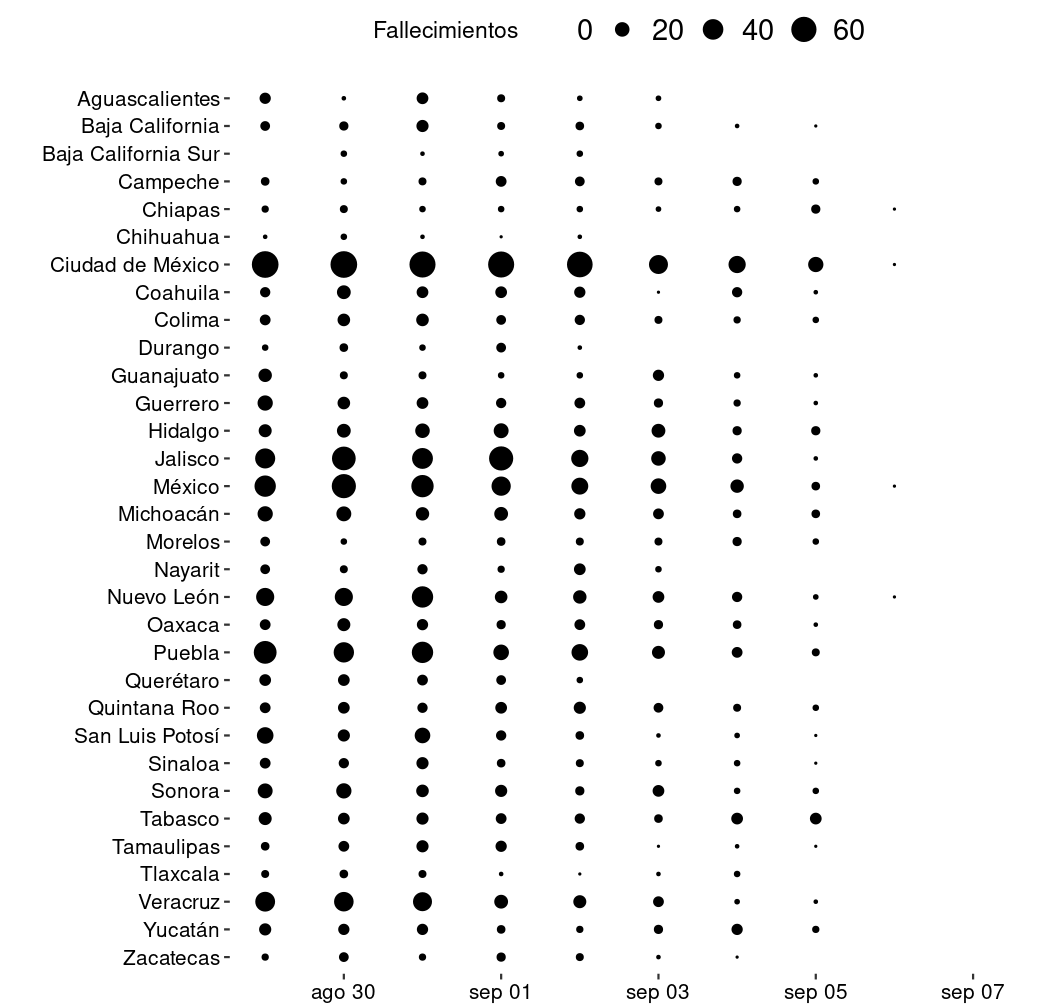 Fallecimientos 0 20 40 60
Aguascalientes
Baja California
Baja California Sur
Campeche
Chiapas
Chihuahua
Ciudad de México
Coahuila
Colima
Durango
Guanajuato
Guerrero
Hidalgo
Jalisco
México
Michoacán
Morelos
Nayarit
Nuevo León
Oaxaca
Puebla
Querétaro
Quintana Roo
San Luis Potosí
Sinaloa
Sonora
Tabasco
Tamaulipas
Tlaxcala
Veracruz
Yucatán
Zacatecas
ago 30 sep 01 sep 03 sep 05 sep 07